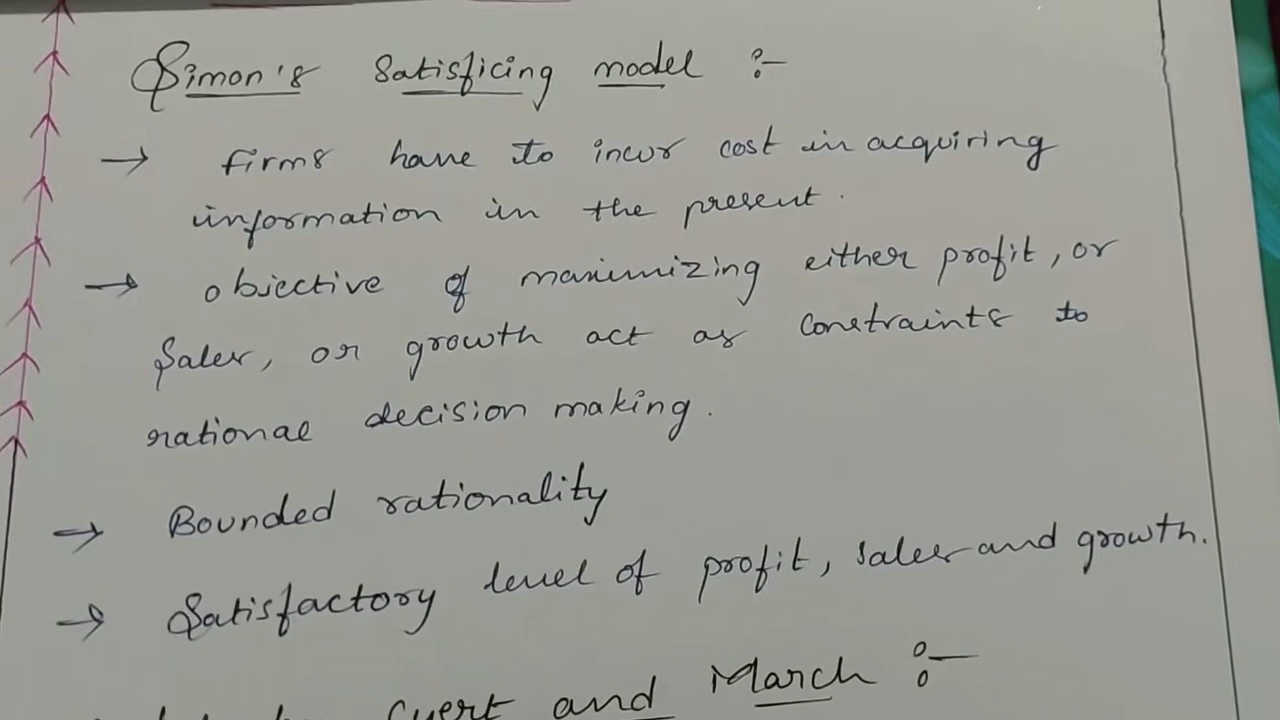 Simon's Satisficing model :-
→ firms have to incur cost in acquiring
information in the present.
→ objective of maximizing either profit, or
Sales, or growth act as constraints to
rational decision making.
→ Bounded rationality
→ Satisfactory level of profit, sales and growth.
Cyert and March :-